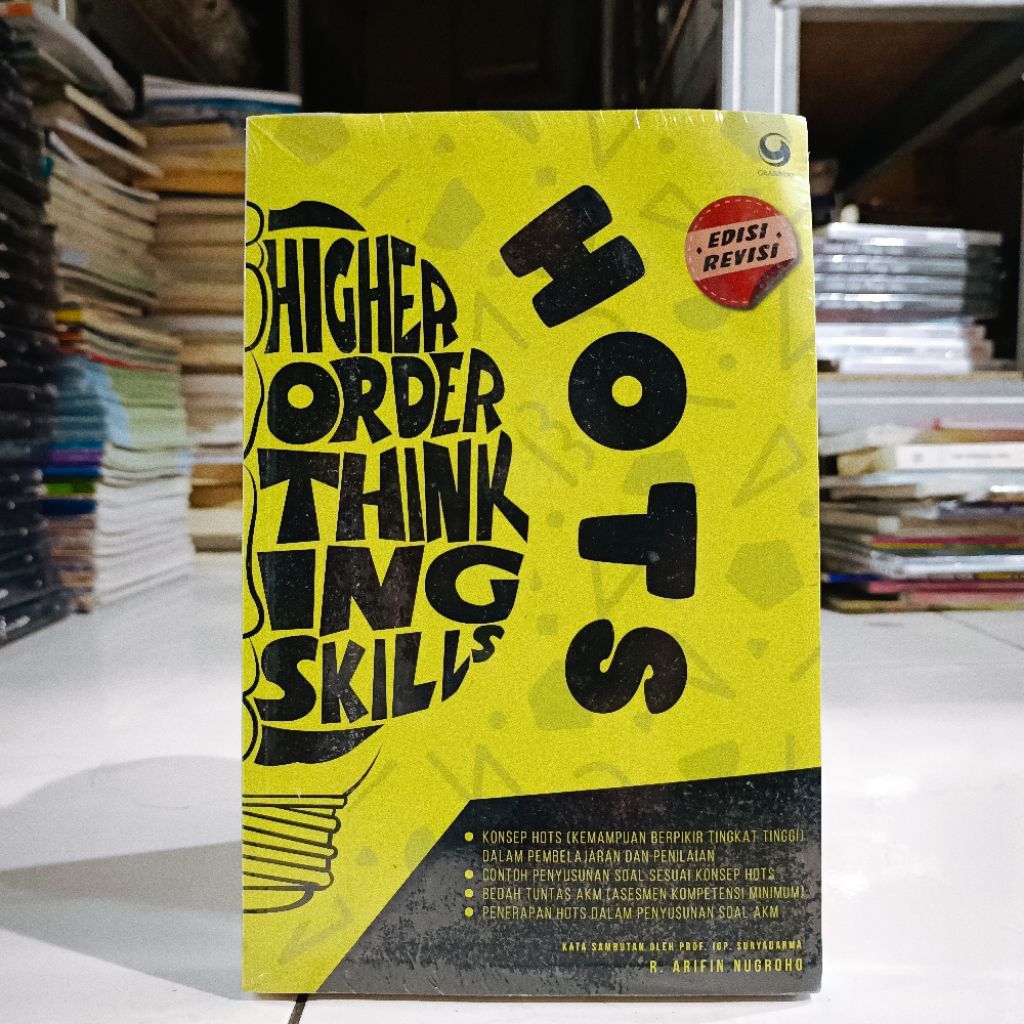 GRASINDO
EDISI
REVISI
HOTS
HIGHER
ORDER
THINK
ING
SKILLS
KONSEP HOTS (KEMAMPUAN BERPIKIR TINGKAT TINGGI)
DALAM PEMBELAJARAN DAN PENILAIAN
CONTOH PENYUSUNAN SOAL SESUAI KONSEP HOTS
BEDAH TUNTAS AKM (ASESMEN KOMPETENSI MINIMUM)
PENERAPAN HOTS DALAM PENYUSUNAN SOAL AKM
KATA SAMBUTAN OLEH PROF. IGP. SURYADARMA
R. ARIFIN NUGROHO